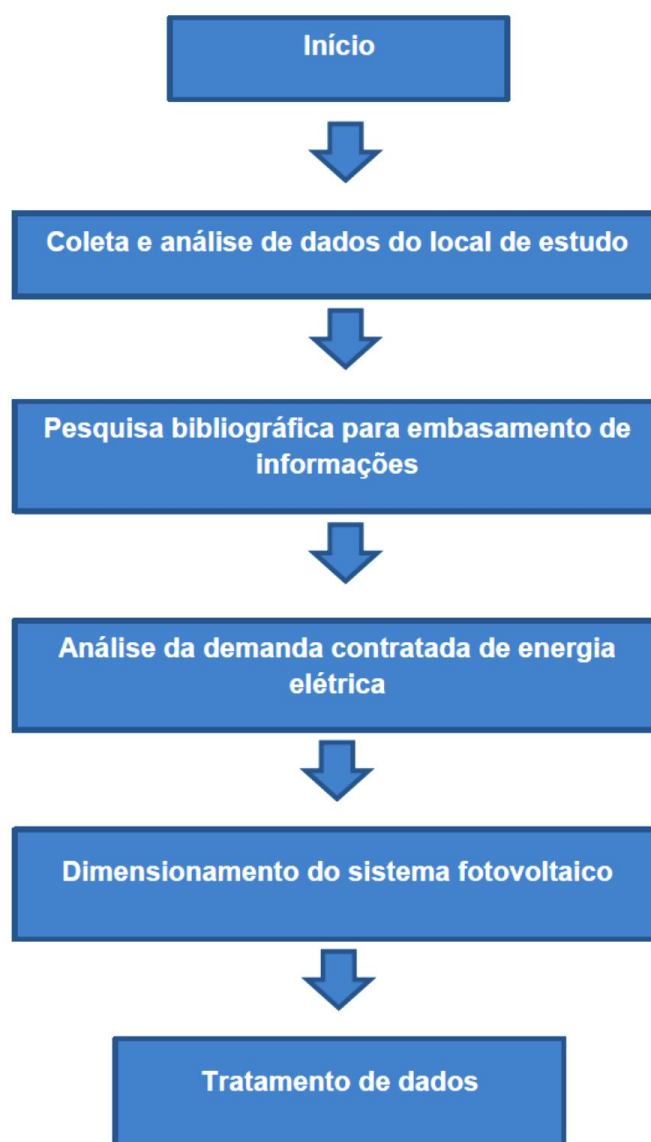 Início
Coleta e análise de dados do local de estudo
Pesquisa bibliográfica para embasamento de
informações
Análise da demanda contratada de energia
elétrica
Dimensionamento do sistema fotovoltaico
Tratamento de dados